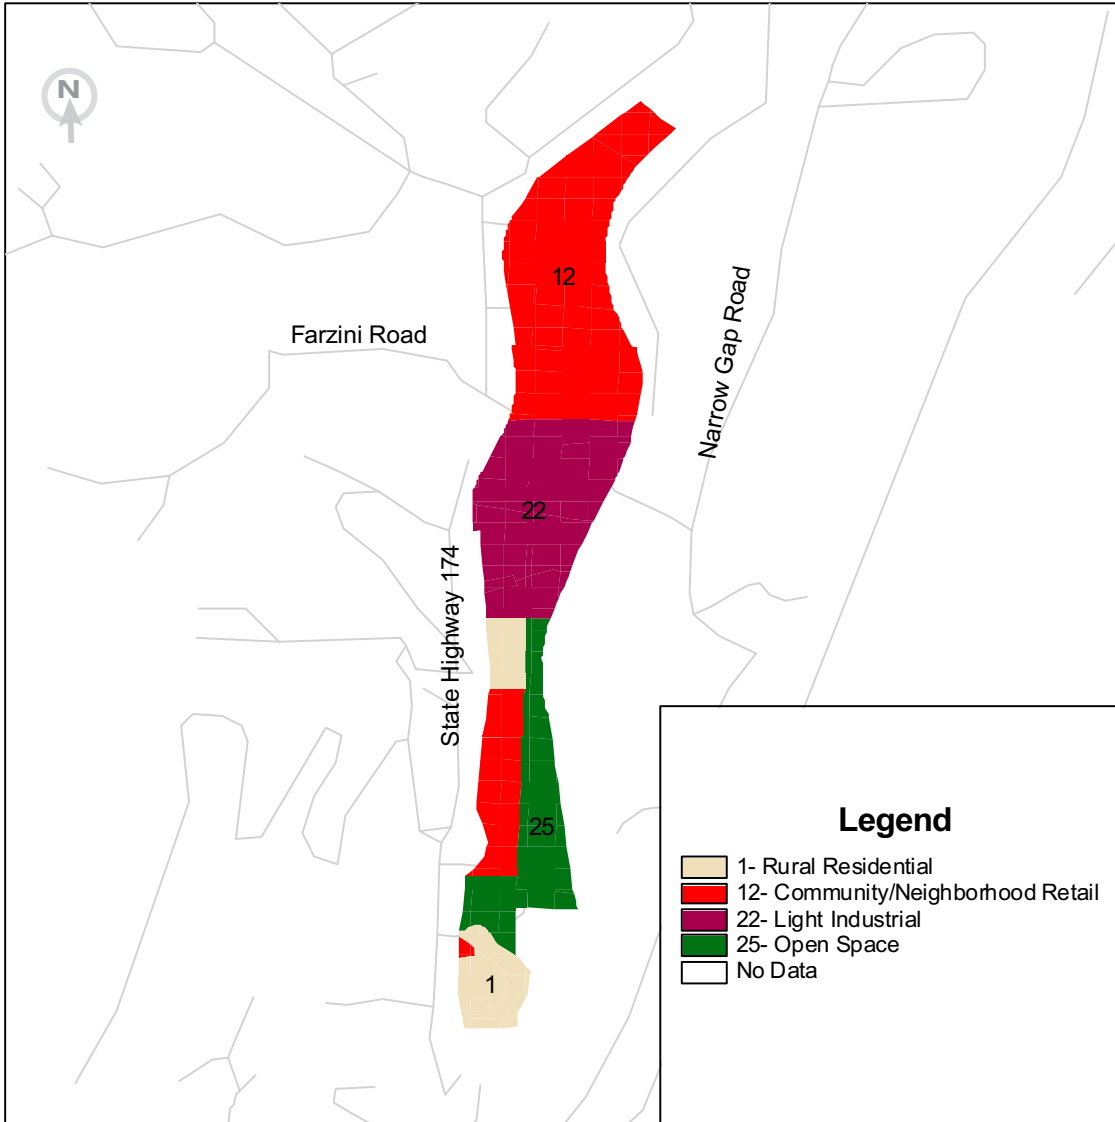 N
12
Farzini Road
Narrow Gap Road
22
State Highway 174
25
1
Legend
1- Rural Residential
12- Community/Neighborhood Retail
22- Light Industrial
25- Open Space
No Data